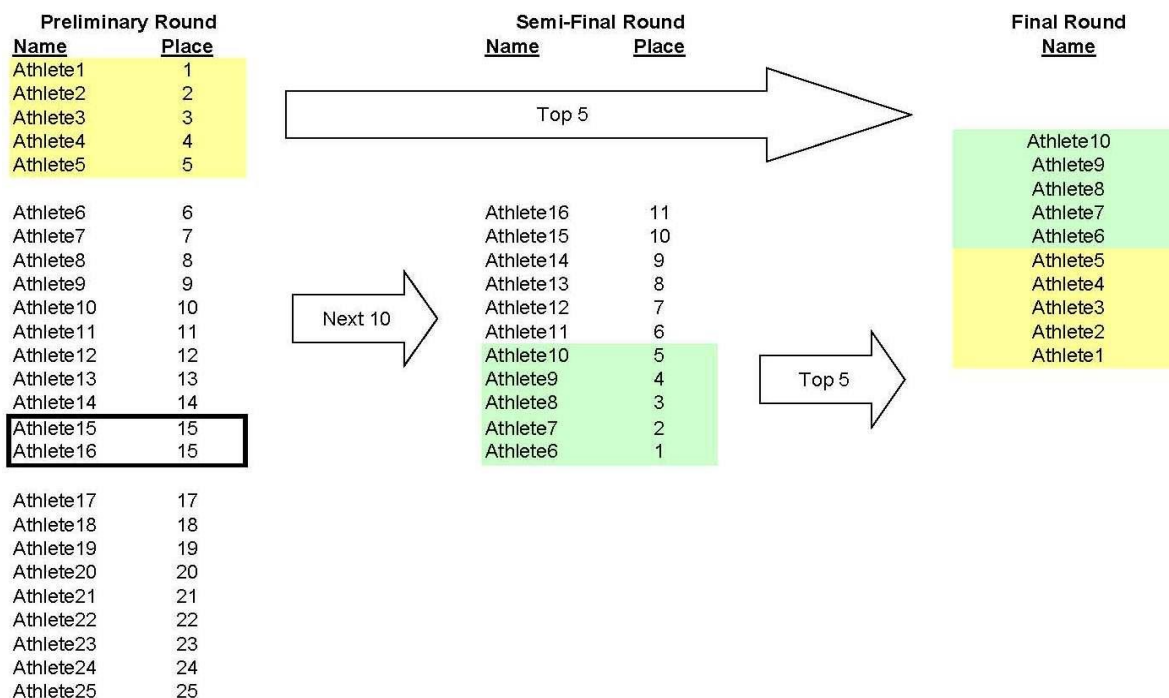 Preliminary Round
Name Place
Athlete1 1
Athlete2 2
Athlete3 3
Athlete4 4
Athlete5 5
Athlete6 6
Athlete7 7
Athlete8 8
Athlete9 9
Athlete10 10
Athlete11 11
Athlete12 12
Athlete13 13
Athlete14 14
Athlete15 15
Athlete16 15
Athlete17 17
Athlete18 18
Athlete19 19
Athlete20 20
Athlete21 21
Athlete22 22
Athlete23 23
Athlete24 24
Athlete25 25
Top 5
Next 10
Semi-Final Round
Name Place
Athlete16 11
Athlete15 10
Athlete14 9
Athlete13 8
Athlete12 7
Athlete11 6
Athlete10 5
Athlete9 4
Athlete8 3
Athlete7 2
Athlete6 1
Top 5
Final Round
Name
Athlete10
Athlete9
Athlete8
Athlete7
Athlete6
Athlete5
Athlete4
Athlete3
Athlete2
Athlete1